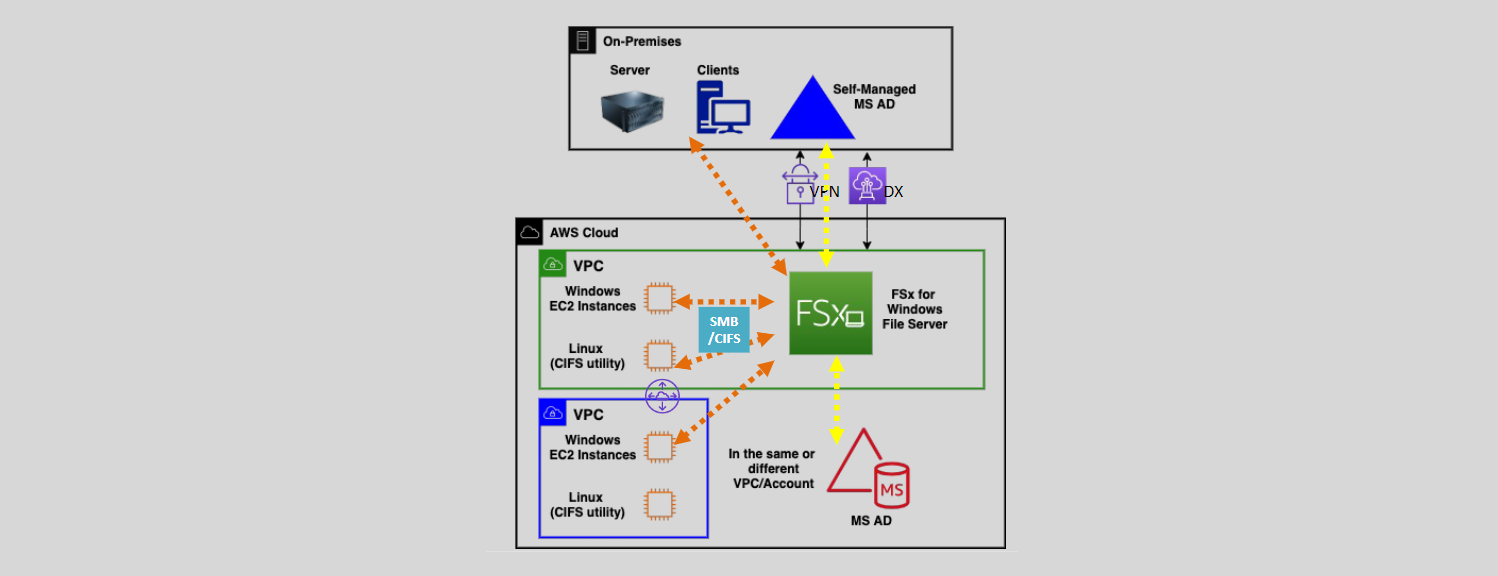 On-Premises
Server
Clients
Self-Managed
MS AD
VPN
DX
AWS Cloud
VPC
Windows
EC2 Instances
SMB
/CIFS
FSx
FSx for
Windows
File Server
Linux
(CIFS utility)
VPC
Windows
EC2 Instances
In the same or
different
VPC/Account
MS
Linux
(CIFS utility)
MS AD